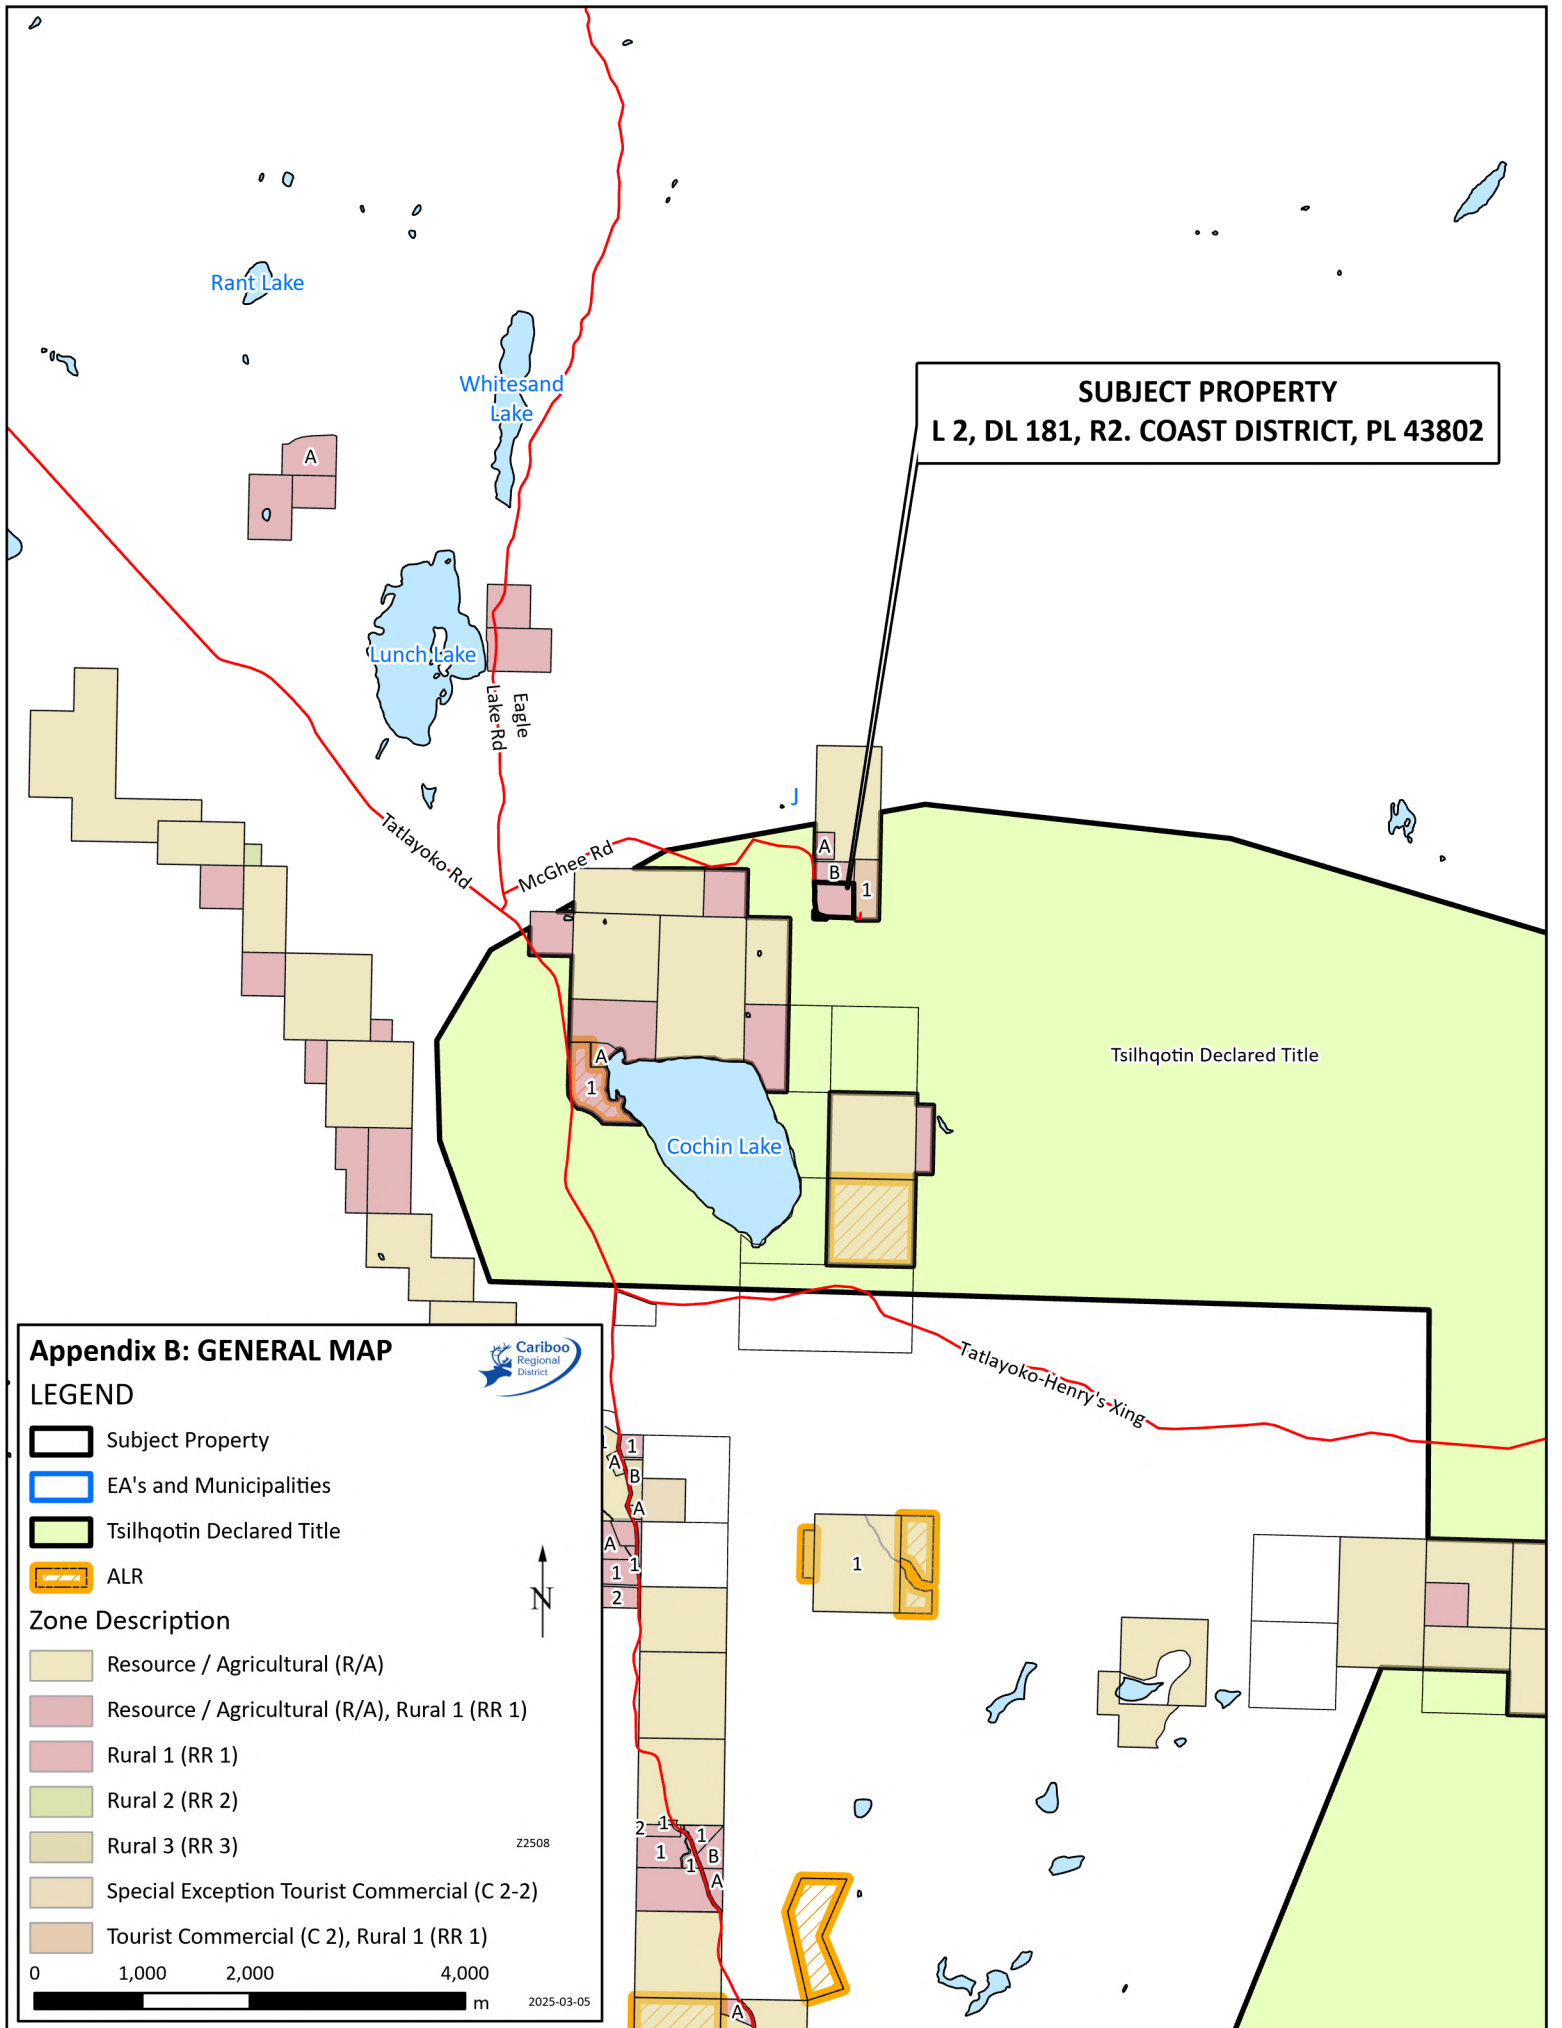 Rant Lake
Whitesand
Lake
SUBJECT PROPERTY
L 2, DL 181, R2. COAST DISTRICT, PL 43802
A
Lunch Lake
Eagle
Lake Rd
J
Tatlayoko Rd
McGhee Rd
A
B
1
Tsilhqotin Declared Title
A
1
Cochin Lake
Tatlayoko-Henry's Xing
Appendix B: GENERAL MAP
Cariboo
Regional
District
LEGEND
Subject Property
EA's and Municipalities
Tsilhqotin Declared Title
ALR
N
Zone Description
Resource / Agricultural (R/A)
Resource / Agricultural (R/A), Rural 1 (RR 1)
Rural 1 (RR 1)
Rural 2 (RR 2)
Rural 3 (RR 3)
Z2508
Special Exception Tourist Commercial (C 2-2)
Tourist Commercial (C 2), Rural 1 (RR 1)
0 1,000 2,000 4,000
m
2025-03-05
1
A
B
A
A
1
1
2
1
2
1
1
1
B
1
A
A